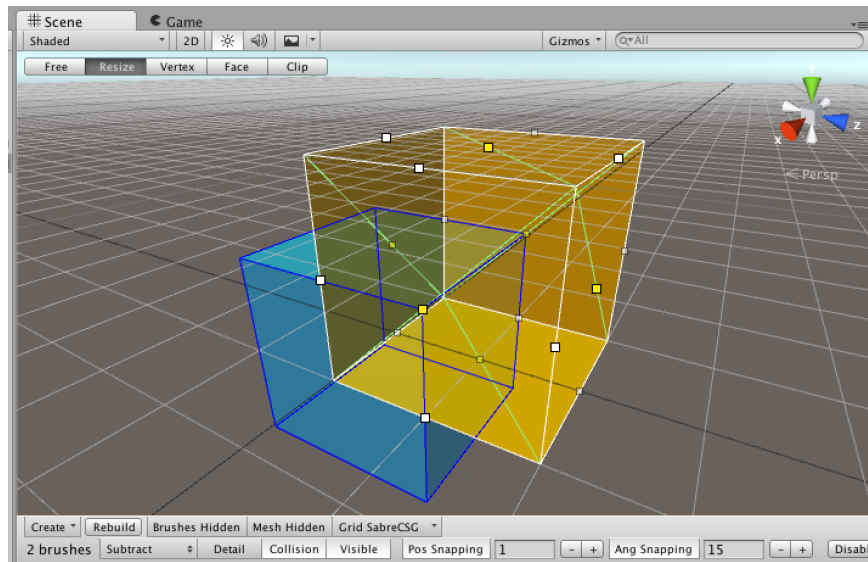 Scene Game
Shaded 2D Gizmos All
Free Resize Vertex Face Clip
y
x z
Persp
Create Rebuild Brushes Hidden Mesh Hidden Grid SabreCSG
2 brushes Subtract Detail Collision Visible Pos Snapping 1 - + Ang Snapping 15 - +